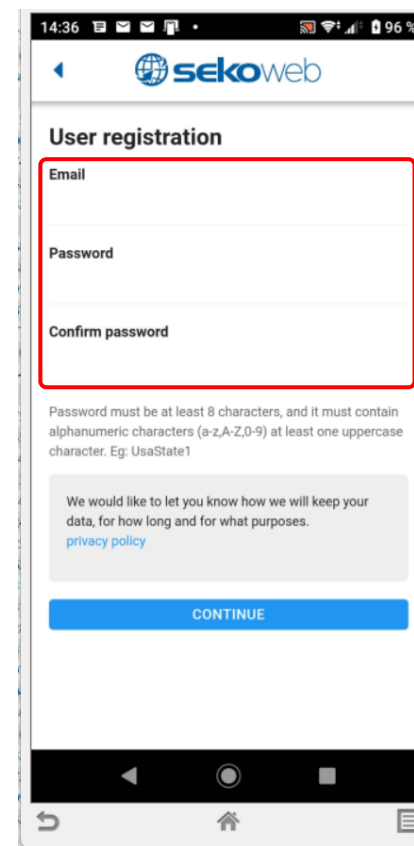 14:36 96 %
sekoweb
User registration
Email
Password
Confirm password
Password must be at least 8 characters, and it must contain
alphanumeric characters (a-z,A-Z,0-9) at least one uppercase
character. Eg: UsaState1
We would like to let you know how we will keep your
data, for how long and for what purposes.
privacy policy
CONTINUE